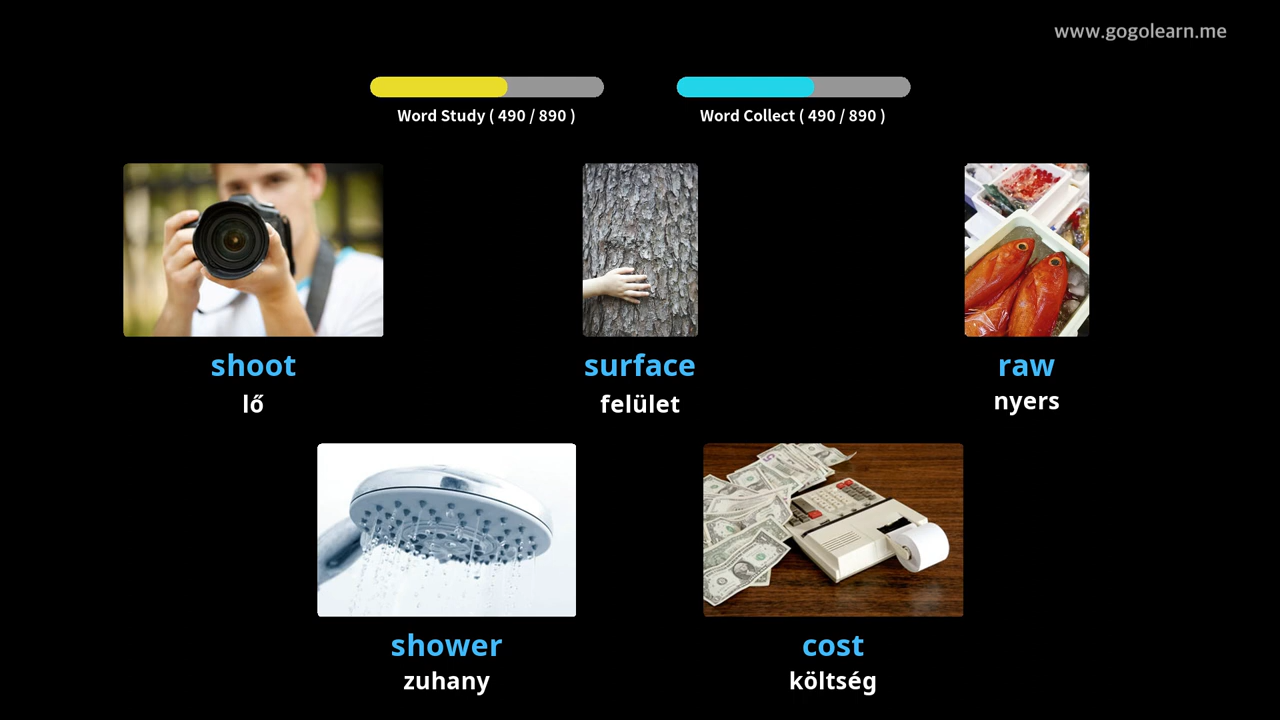 www.gogolearn.me
Word Study ( 490 / 890 )
Word Collect ( 490 / 890 )
shoot
lő
surface
felület
raw
nyers
shower
zuhany
cost
költség